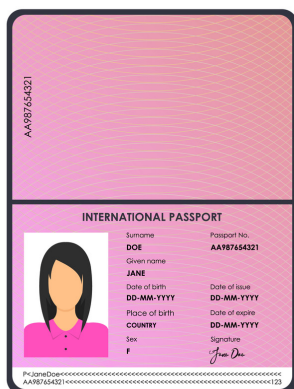 AA987654321
INTERNATIONAL PASSPORT
Surname Passport No.
DOE AA987654321
Given name
JANE
Date of birth Date of issue
DD-MM-YYYY DD-MM-YYYY
Place of birth Date of expire
COUNTRY DD-MM-YYYY
Sex Signature
F Jane Doe
P<JaneDoe<<<<<<<<<<<<<<<<<<<<<<<<<<<<<<<<<<<<<<<
AA987654321<<<<<<<<<<<<<<<<<<<<<<<<<<<<<<<<<<<123